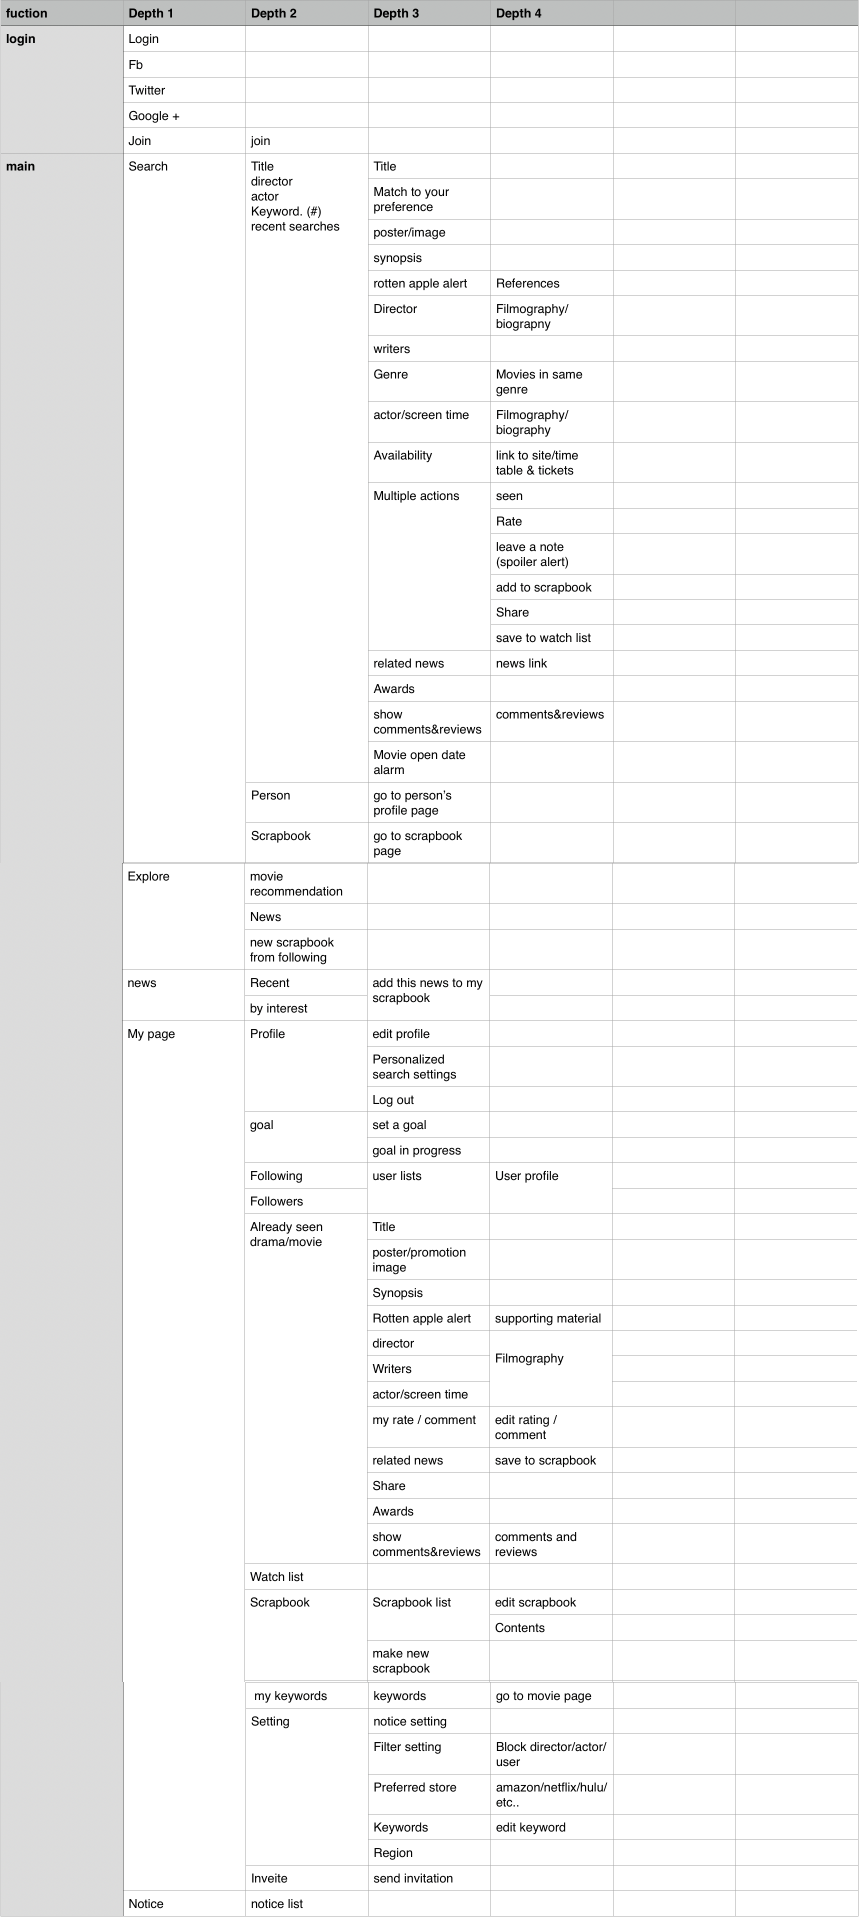 fuction Depth 1 Depth 2 Depth 3 Depth 4
login Login
Fb
Twitter
Google +
Join join
main Search Title Title
director
actor
Keyword. (#)
recent searches
Match to your
preference
poster/image
synopsis
rotten apple alert References
Director Filmography/
biograpny
writers
Genre Movies in same
genre
actor/screen time Filmography/
biography
Availability link to site/time
table & tickets
Multiple actions seen
Rate
leave a note
(spoiler alert)
add to scrapbook
Share
save to watch list
related news news link
Awards
show comments&reviews
comments&reviews
Movie open date
alarm
Person go to person's
profile page
Scrapbook go to scrapbook
page
Explore movie
recommendation
News
new scrapbook
from following
news Recent add this news to my
scrapbook
by interest
My page Profile edit profile
Personalized
search settings
Log out
goal set a goal
goal in progress
Following user lists User profile
Followers
Already seen Title
drama/movie
poster/promotion
image
Synopsis
Rotten apple alert supporting material
director
Filmography
Writers
actor/screen time
my rate / comment edit rating /
comment
related news save to scrapbook
Share
Awards
show comments and
comments&reviews reviews
Watch list
Scrapbook Scrapbook list edit scrapbook
Contents
make new
scrapbook
my keywords keywords go to movie page
Setting notice setting
Filter setting Block director/actor/
user
Preferred store amazon/netflix/hulu/
etc..
Keywords edit keyword
Region
Inveite send invitation
Notice notice list